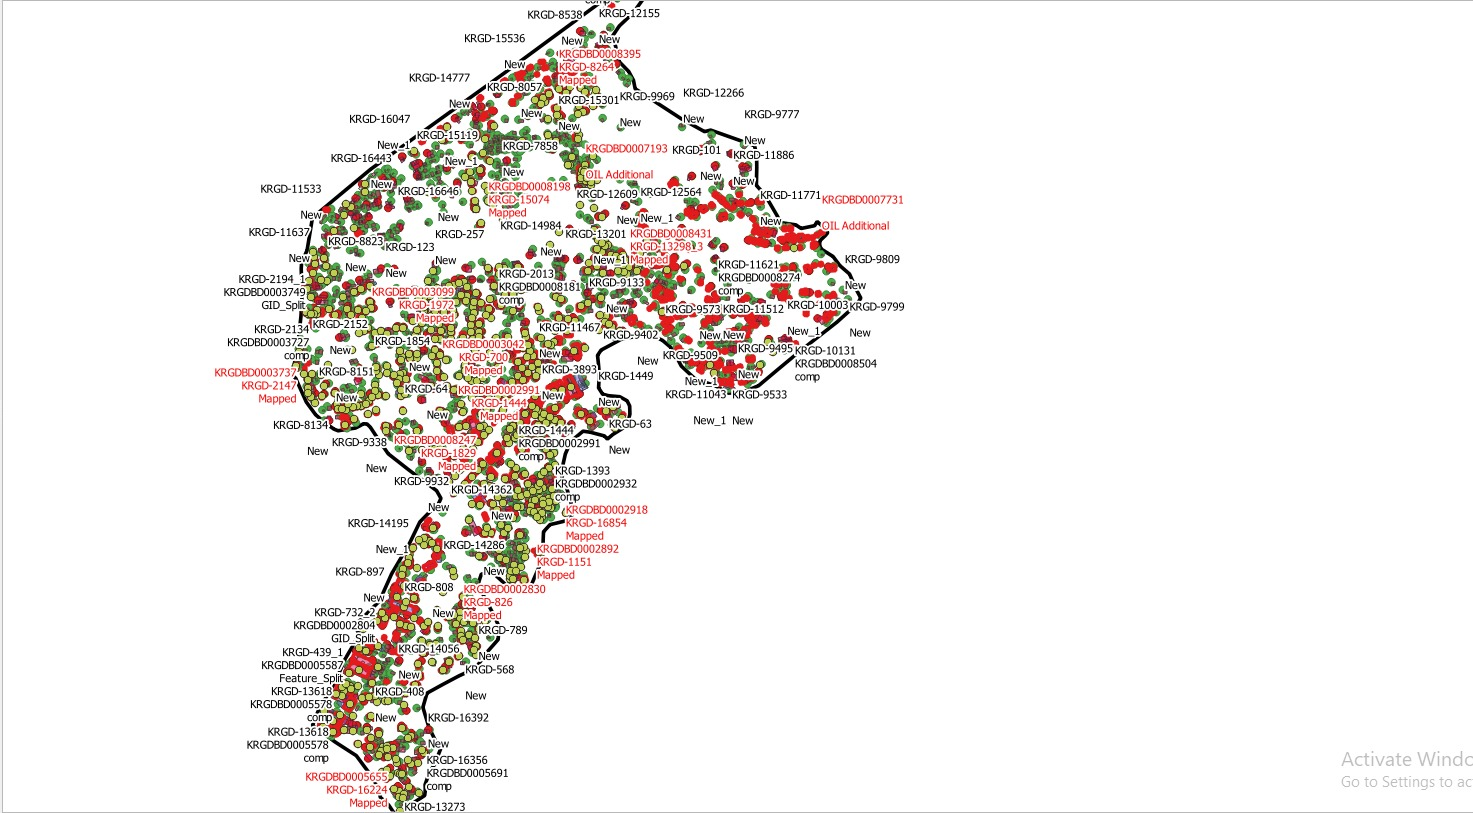 comp
KRGD-8538
KRGD-12155
KRGD-15536
New
New
KRGDBD0008395
KRGD-8264
Mapped
New
KRGD-14777
KRGD-8057
KRGD-15301
KRGD-9969
KRGD-12266
New
New
KRGD-9777
KRGD-16047
New
New
New
KRGD-15119
New_1
KRGD-7858
New
KRGDBD0007193
KRGD-101
KRGD-11886
KRGD-16443
New_1
New
OIL Additional
New
New
KRGD-11533
New
KRGD-16646
KRGDBD0008198
KRGD-15074
Mapped
KRGD-12609
KRGD-12564
KRGD-11771
KRGDBD0007731
OIL Additional
New
New
New
New_1
New
KRGD-11637
KRGD-8823
KRGD-123
KRGD-257
KRGD-14984
KRGD-13201
KRGDBD0008431
KRGD-13298_3
Mapped
New
New
New
New
New
New_1
KRGD-11621
KRGDBD0008274
comp
KRGD-9809
KRGD-2194_1
KRGDBD0003749
GID_Split
KRGD-2013
KRGDBD0008181
comp
KRGD-9133
New
KRGDBD0003099
KRGD-1972
Mapped
New
KRGD-9573
KRGD-11512
KRGD-10003
KRGD-9799
KRGD-2134
KRGDBD0003727
comp
KRGD-2152
KRGD-1854
KRGD-11467
KRGD-9402
New
New
New_1
New
New
KRGDBD0003042
KRGD-700
Mapped
New
New
KRGD-9509
KRGD-9495
KRGD-10131
KRGDBD0008504
comp
KRGDBD0003737
KRGD-2147
Mapped
KRGD-8151
New
KRGD-3893
KRGD-1449
New_1
New
New
KRGD-64
KRGDBD0002991
KRGD-1444
Mapped
New
New
KRGD-11043
KRGD-9533
New
KRGD-8134
KRGD-63
New_1
New
New
KRGD-9338
KRGDBD0008247
KRGD-1829
Mapped
KRGD-1444
KRGDBD0002991
comp
New
New
KRGD-9932
KRGD-14362
KRGD-1393
KRGDBD0002932
comp
New
New
KRGDBD0002918
KRGD-16854
Mapped
KRGD-14195
New_1
KRGD-14286
KRGDBD0002892
KRGD-1151
Mapped
KRGD-897
New
KRGD-808
KRGDBD0002830
KRGD-826
Mapped
New
KRGD-732_2
KRGDBD0002804
GID_Split
New
KRGD-789
KRGD-439_1
KRGDBD0005587
Feature_Split
KRGD-14056
New
New
KRGD-568
KRGD-13618
KRGDBD0005578
comp
KRGD-408
New
New
KRGD-16392
KRGD-13618
KRGDBD0005578
comp
New
KRGD-16356
KRGDBD0005691
comp
KRGDBD0005655
KRGD-16224
Mapped
KRGD-13273
Activate Windo
Go to Settings to ac